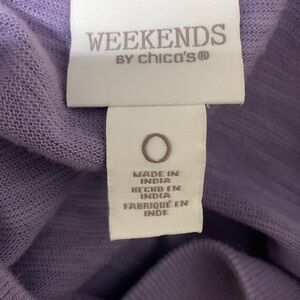 WEEKENDS
BY chico's®
0
MADE IN
INDIA
HECHO EN
INDIA
FABRIQUÉ EN
INDE